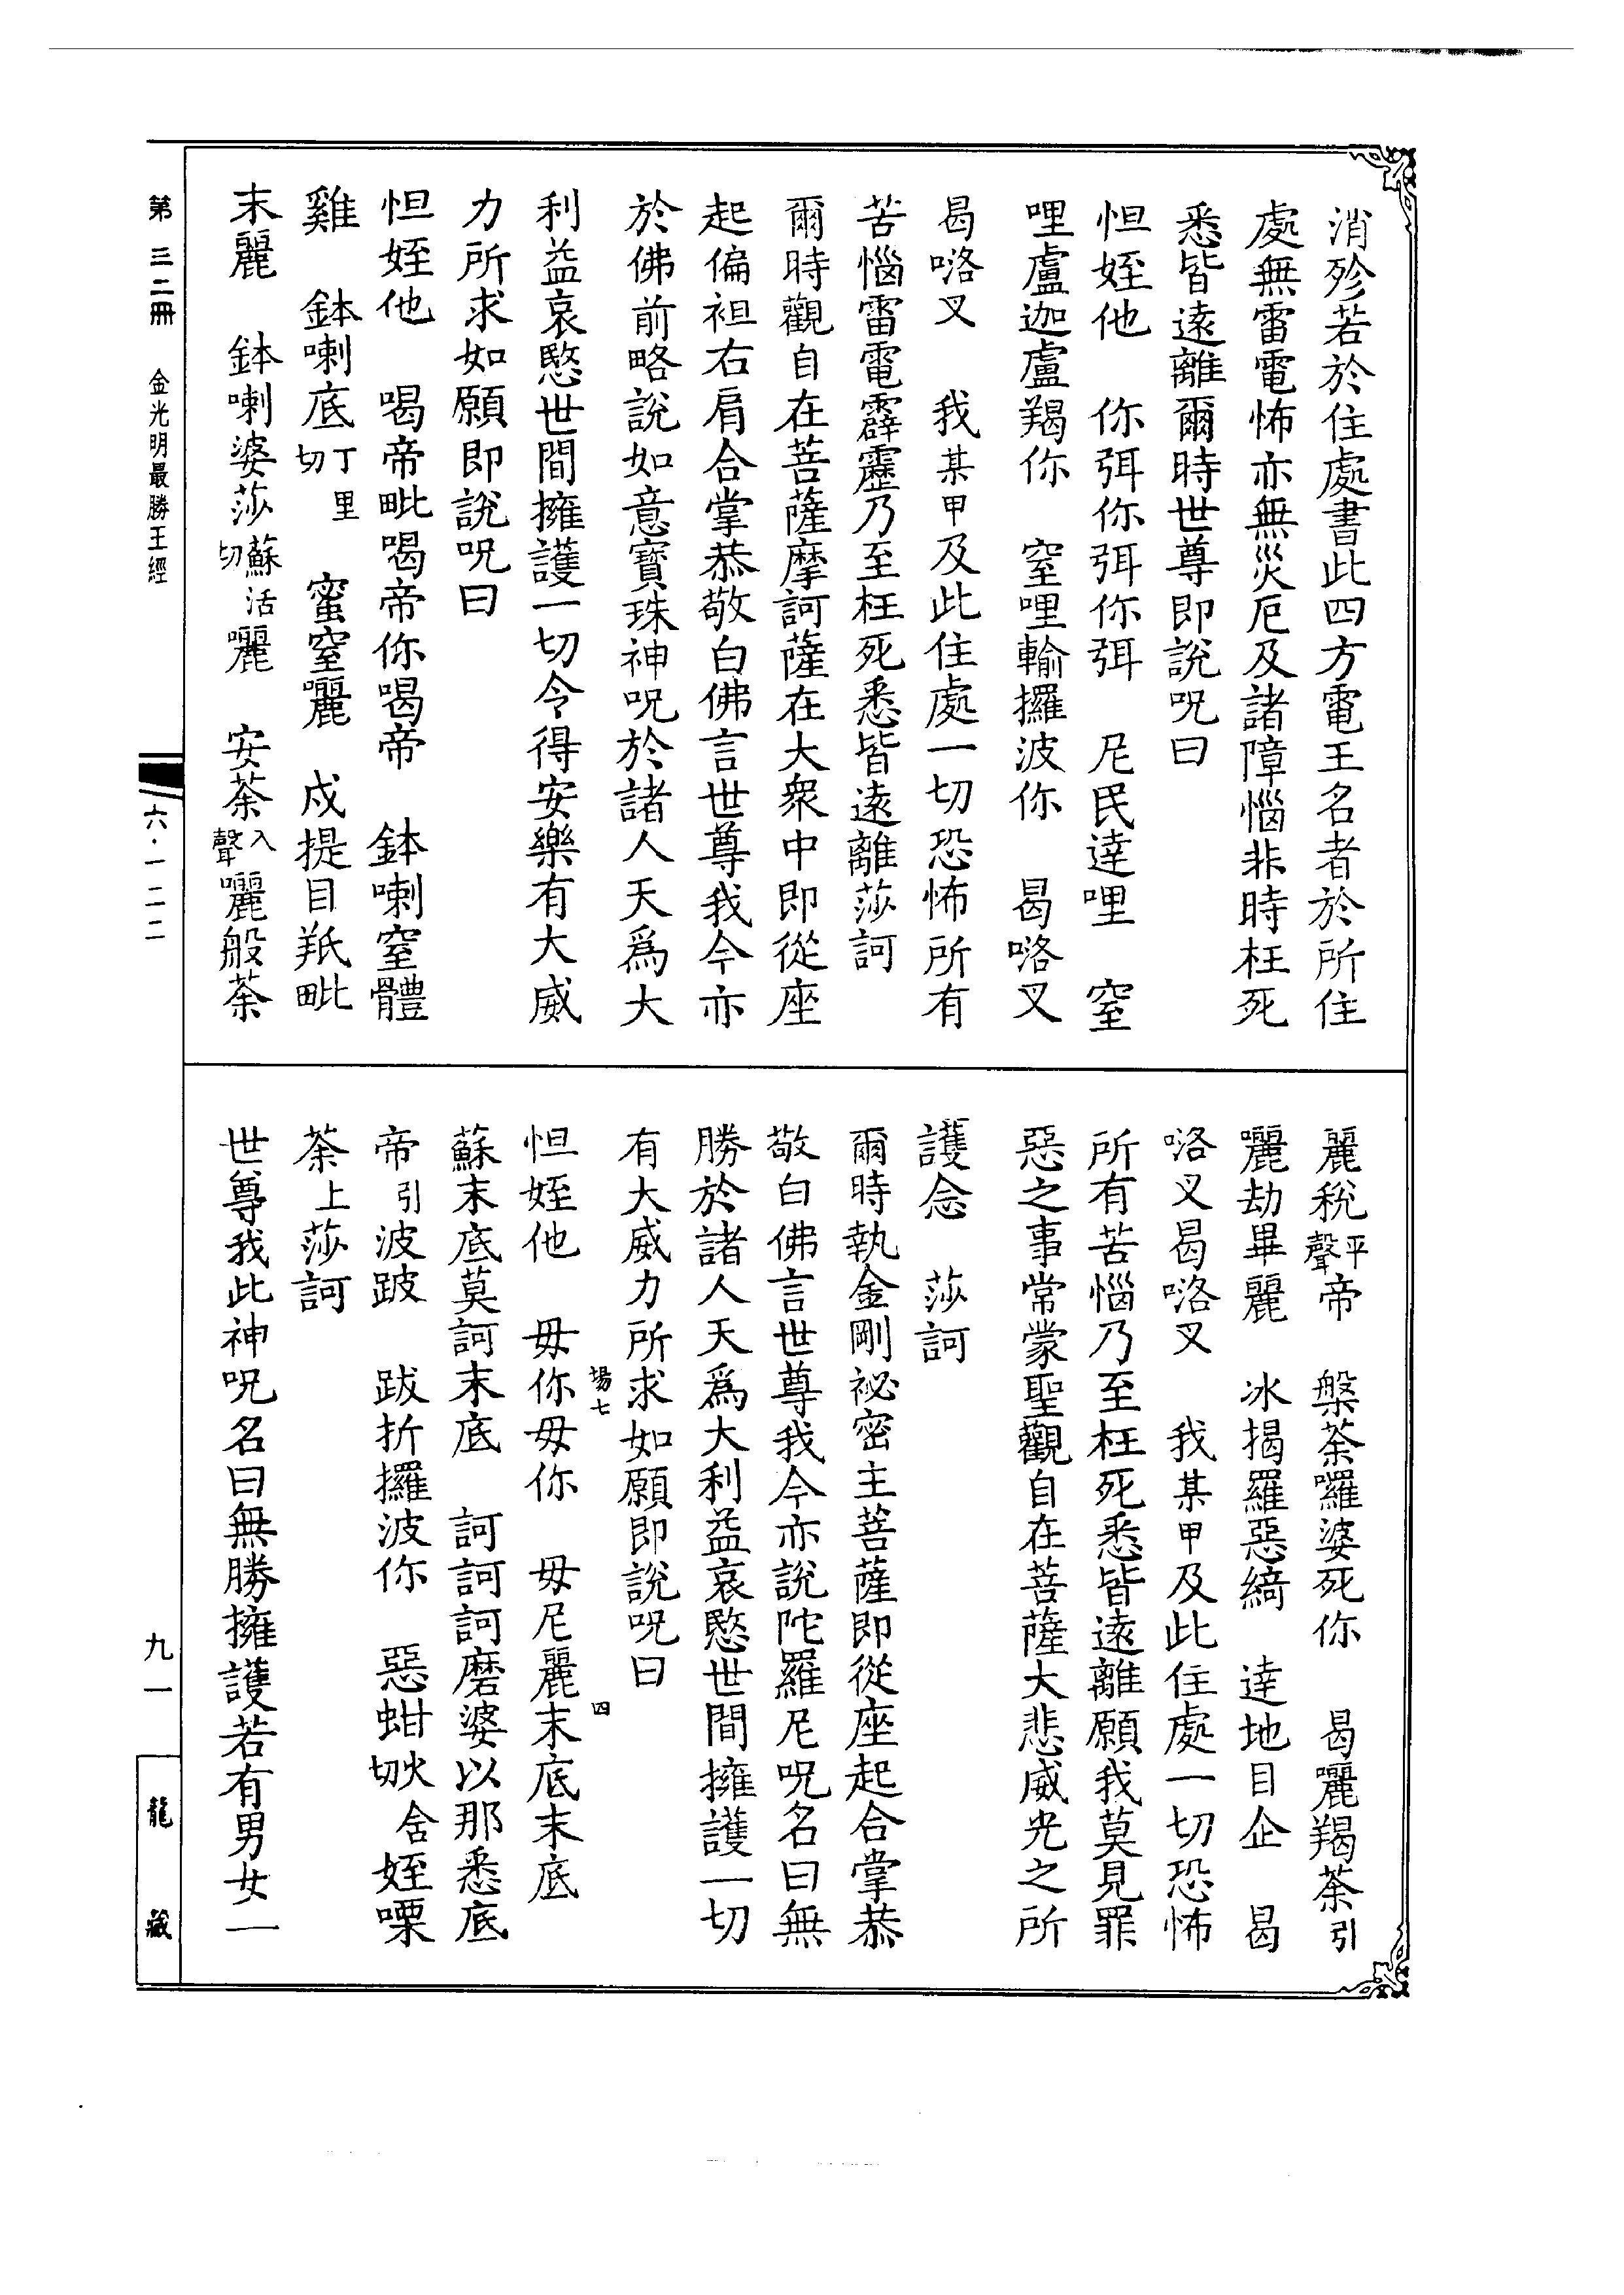 消殄若於住處書此四方電王名者於所住
處無雷電怖亦無災厄及諸障惱非時枉死
悉皆遠離爾時世尊即說呪曰
怛姪他　你弭你弭你弭　尼民達哩　窒
哩盧迦盧羯你　窒哩輸攞波你　曷咯叉
曷咯叉　我某甲及此住處一切恐怖所有
苦惱雷電霹靂乃至枉死悉皆遠離莎訶
爾時觀自在菩薩摩訶薩在大衆中即從座
起偏袒右肩合掌恭敬白佛言世尊我今亦
於佛前略說如意寶珠神呪於諸人天爲大
利益哀愍世間擁護一切令得安樂有大威
力所求如願即說呪曰
怛姪他　喝帝毗喝帝你喝帝　鉢喇窒體
雞　鉢喇底丁里切　蜜窒麗　戍提目羝毗
末麗　鉢喇婆莎蘇活切囉　安荼入聲囉般荼
麗稅平聲帝　槃荼囉婆死你　曷囉羯荼引
麗劫畢麗　冰揭羅惡綺　達地目企　曷
咯叉曷咯叉　我某甲及此住處一切恐怖
所有苦惱乃至枉死悉皆遠離願我莫見罪
惡之事常蒙聖觀自在菩薩大悲威光之所
護念　莎訶
爾時執金剛祕密主菩薩即從座起合掌恭
敬白佛言世尊我今亦說陀羅尼呪名曰無
勝於諸人天爲大利益哀愍世間擁護一切
有大威力所求如願即說呪曰
場七　四
怛姪他　毋你毋你　毋尼麗末底末底
蘇末底莫訶末底　訶訶訶磨婆以那悉底
帝引波跛　跋折攞波你　惡蚶火含切姪㗚
荼上莎訶
世尊我此神呪名曰無勝擁護若有男女一
第三二冊　金光明最勝王經
六·一二二
九一
龍藏